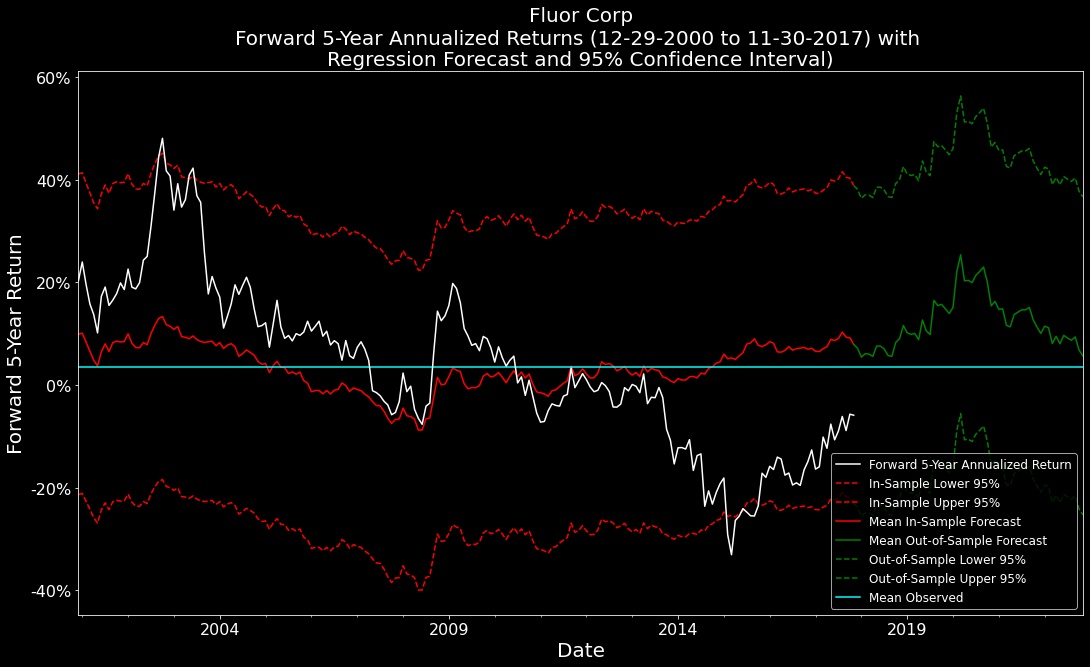 Fluor Corp
Forward 5-Year Annualized Returns (12-29-2000 to 11-30-2017) with
Regression Forecast and 95% Confidence Interval)
Forward 5-Year Return
60%
40%
20%
0%
-20%
-40%
Forward 5-Year Annualized Return
In-Sample Lower 95%
In-Sample Upper 95%
Mean In-Sample Forecast
Mean Out-of-Sample Forecast
Out-of-Sample Lower 95%
Out-of-Sample Upper 95%
Mean Observed
2004 2009 2014 2019
Date